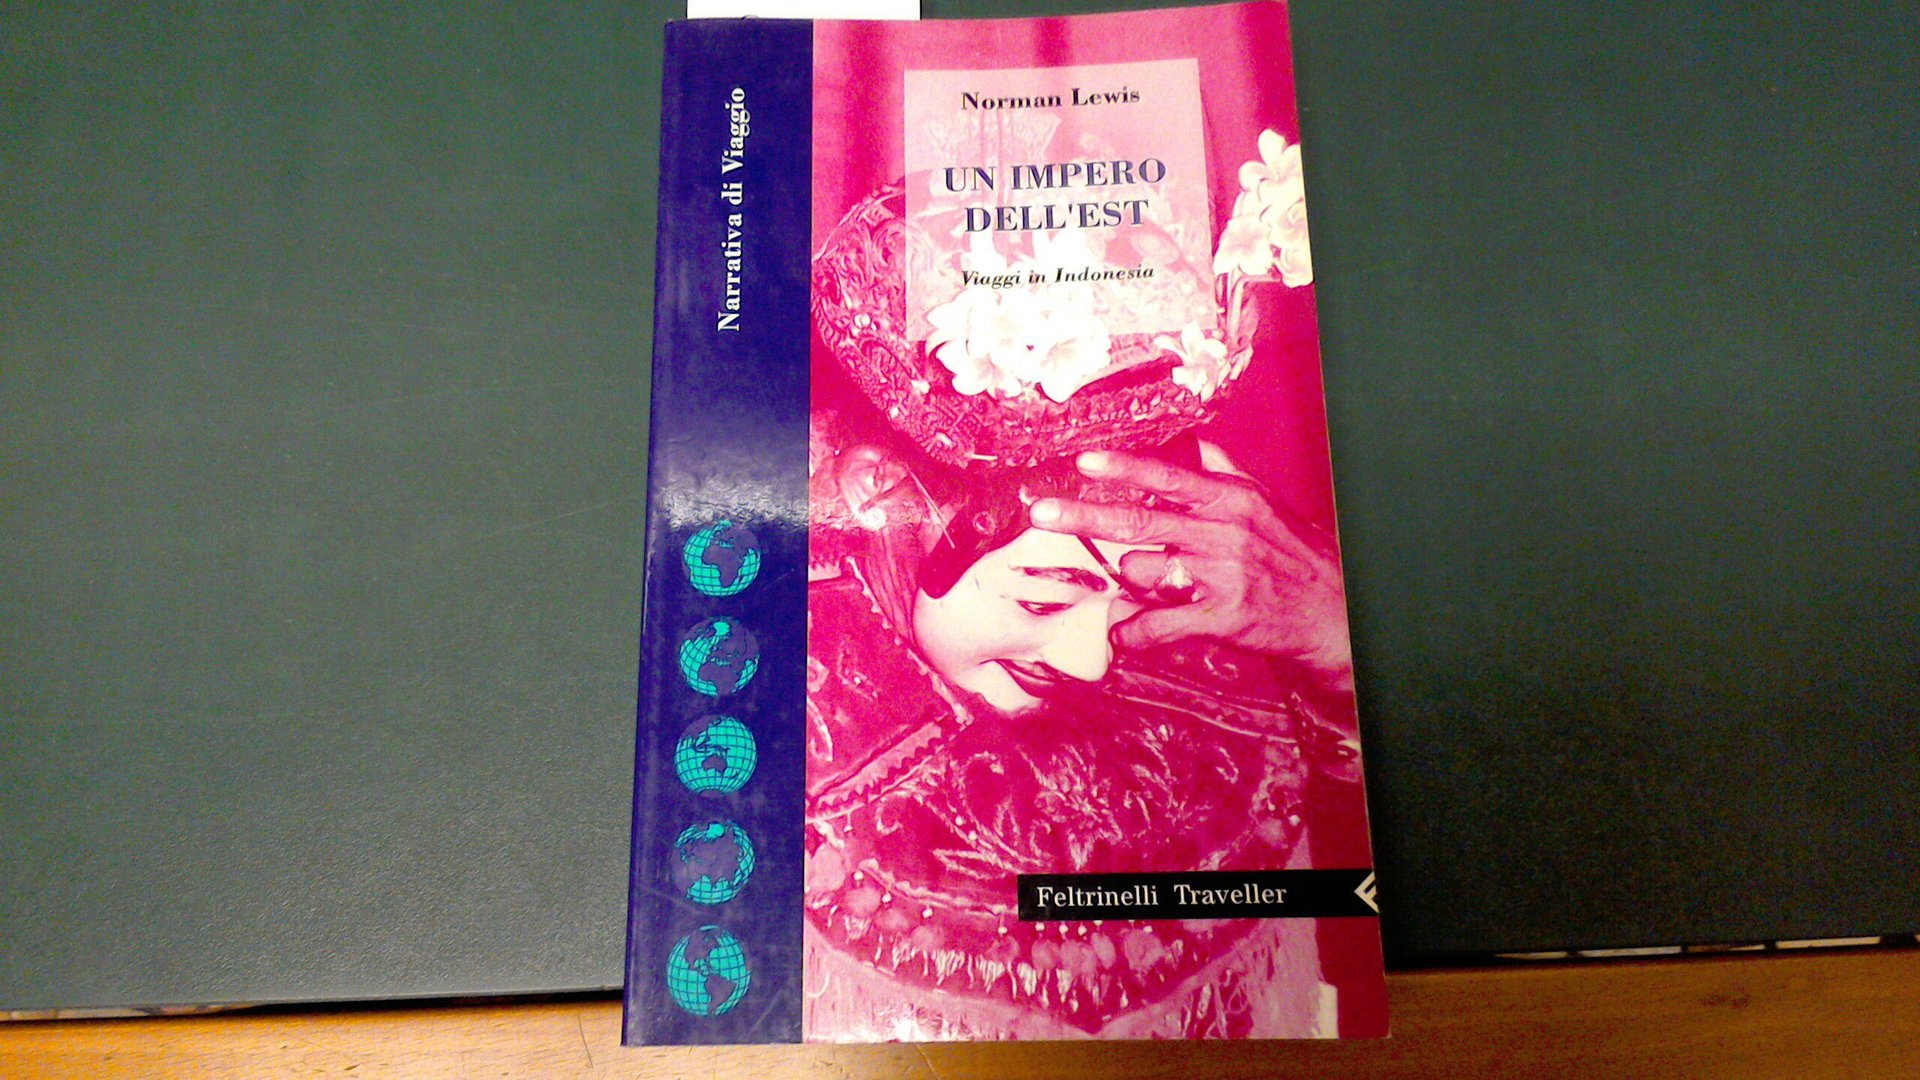 Narrativa di Viaggio
Norman Lewis
UN IMPERO
DELL'EST
Viaggi in Indonesia
Feltrinelli Traveller